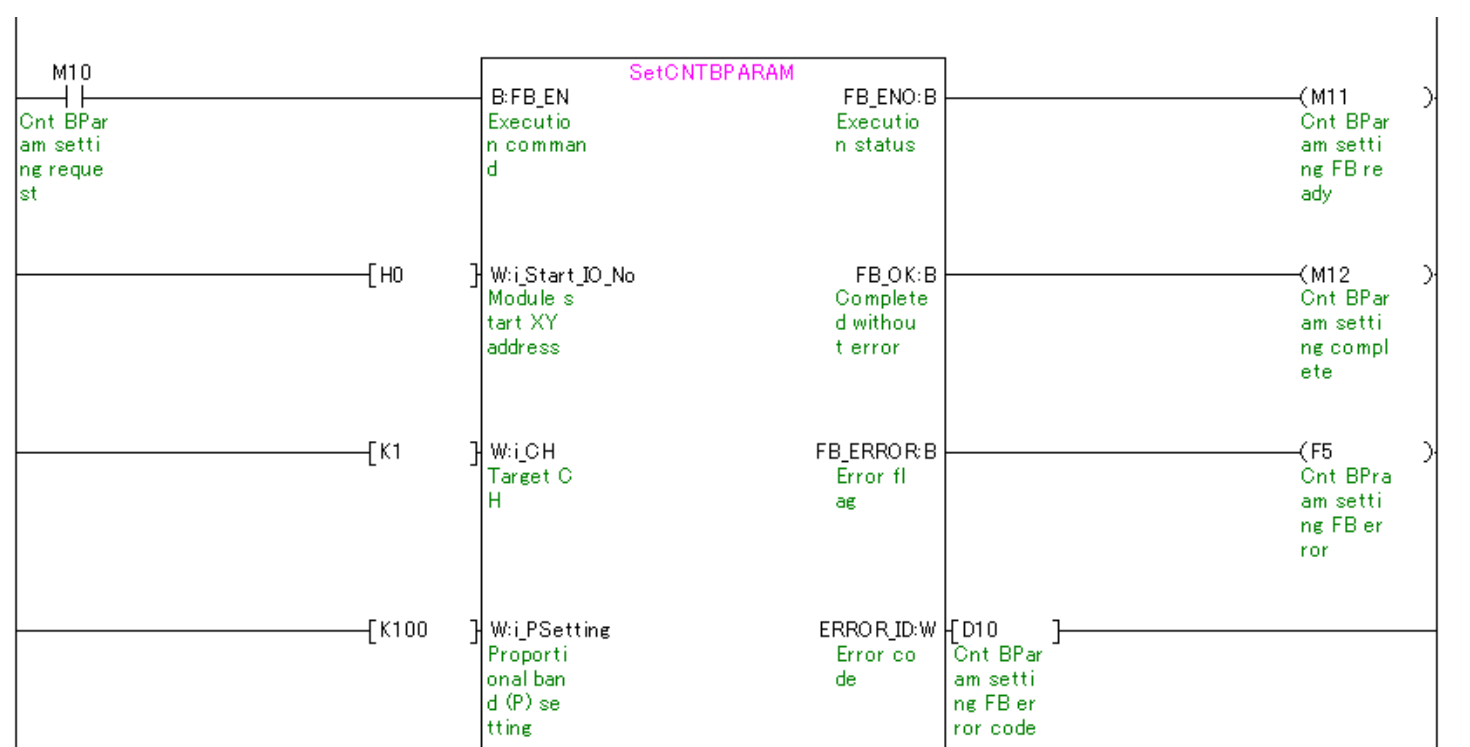 SetCNTBPARAM
M10
B:FB_EN
FB_ENO:B
(M11 )
Cnt BPar
am setti
ng reque
st
Executio
n comman
d
Executio
n status
Cnt BPar
am setti
ng FB re
ady
[H0 ]
W:i_Start_IO_No
FB_OK:B
(M12 )
Module s
tart XY
address
Complete
d withou
t error
Cnt BPar
am setti
ng compl
ete
[K1 ]
W:i_CH
FB_ERROR:B
(F5 )
Target C
H
Error fl
ag
Cnt BPra
am setti
ng FB er
ror
[K100 ]
W:i_PSetting
ERROR_ID:W
[D10 ]
Proporti
onal ban
d (P) se
tting
Error co
de
Cnt BPar
am setti
ng FB er
ror code